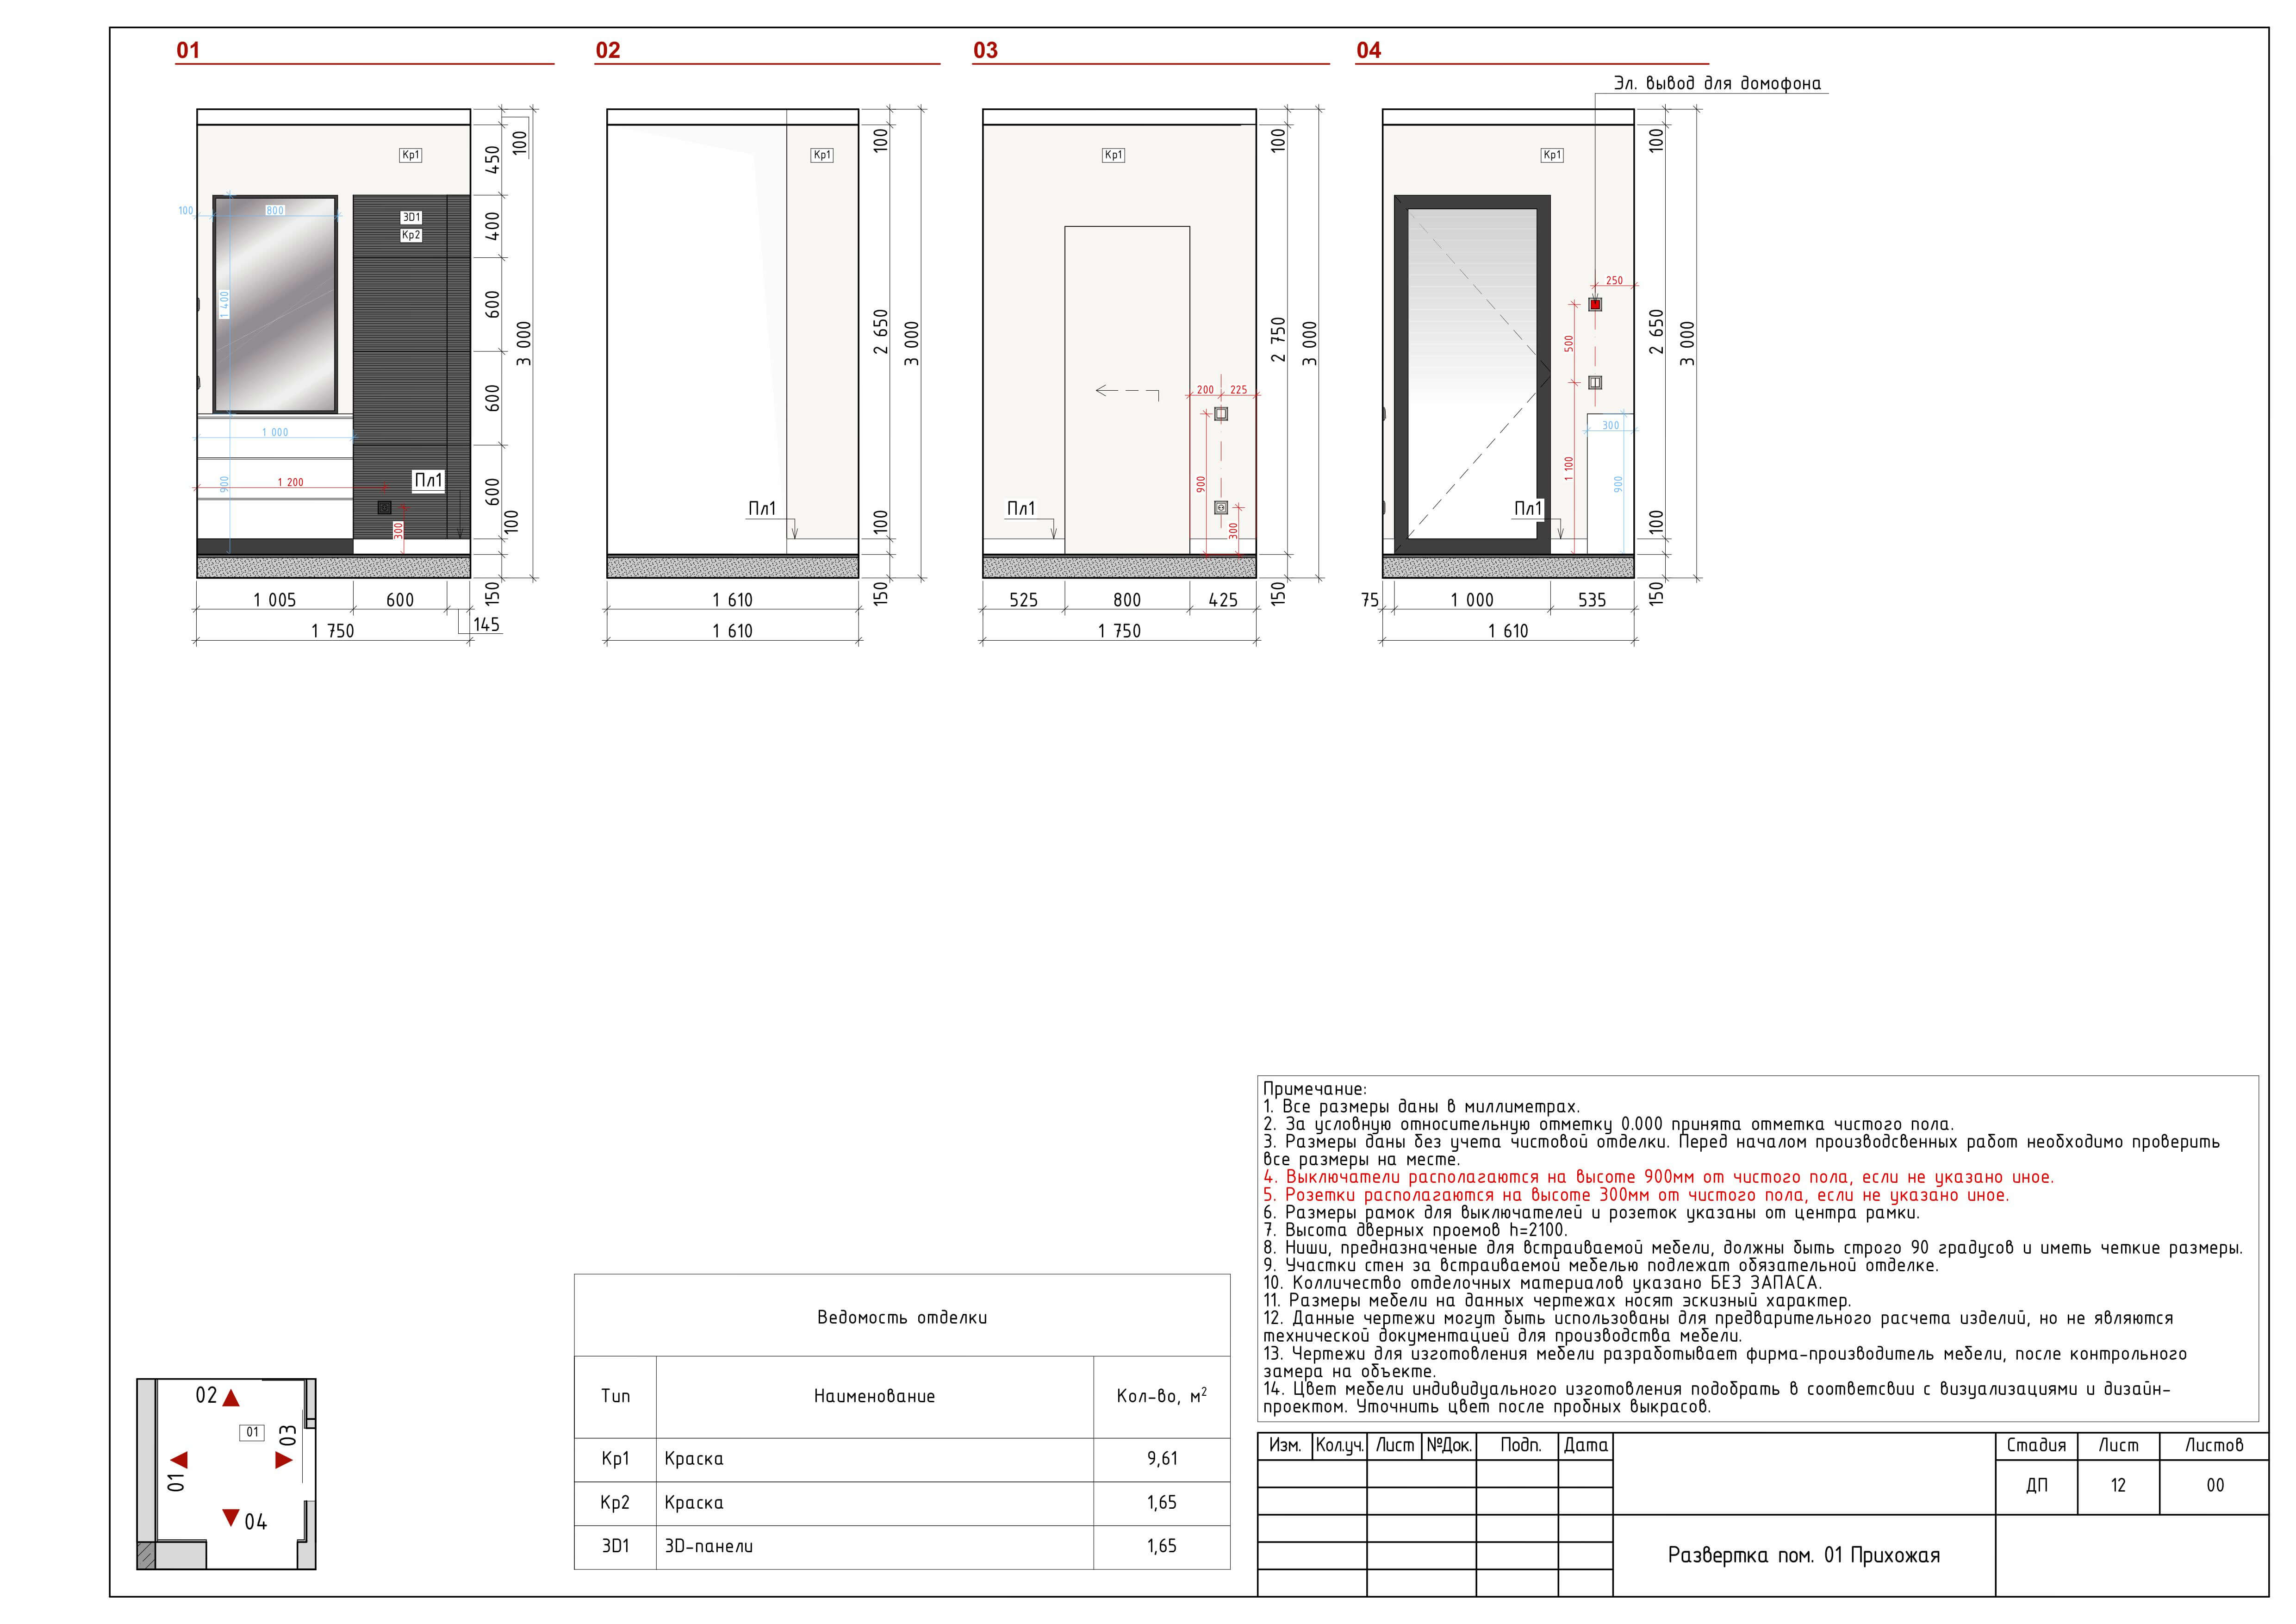 01
02
03
04
Эл. вывод для домофона
Кр1
3D1
Кр2
Пл1
100
800
1 400
1 000
900
1 200
300
450
100
400
600
600
600
100
150
3 000
1 005
600
145
1 750
Кр1
Пл1
100
2 650
3 000
100
150
1 610
1 610
Кр1
Пл1
200
225
900
300
100
2 750
3 000
150
525
800
425
1 750
Кр1
Пл1
250
500
1 100
300
900
100
2 650
3 000
100
150
75
1 000
535
1 610
Примечание:
1. Все размеры даны в миллиметрах.
2. За условную относительную отметку 0.000 принята отметка чистого пола.
3. Размеры даны без учета чистовой отделки. Перед началом производсвенных работ необходимо проверить
все размеры на месте.
4. Выключатели располагаются на высоте 900мм от чистого пола, если не указано иное.
5. Розетки располагаются на высоте 300мм от чистого пола, если не указано иное.
6. Размеры рамок для выключателей и розеток указаны от центра рамки.
7. Высота дверных проемов h=2100.
8. Ниши, предназначеные для встраиваемой мебели, должны быть строго 90 градусов и иметь четкие размеры.
9. Участки стен за встраиваемой мебелью подлежат обязательной отделке.
10. Колличество отделочных материалов указано БЕЗ ЗАПАСА.
11. Размеры мебели на данных чертежах носят эскизный характер.
12. Данные чертежи могут быть использованы для предварительного расчета изделий, но не являются
технической документацией для производства мебели.
13. Чертежи для изготовления мебели разработывает фирма-производитель мебели, после контрольного
замера на объекте.
14. Цвет мебели индивидуального изготовления подобрать в соответсвии с визуализациями и дизайн-
проектом. Уточнить цвет после пробных выкрасов.
Ведомость отделки
Тип Наименование Кол-во, м²
Кр1 Краска 9,61
Кр2 Краска 1,65
3D1 3D-панели 1,65
02
01
03
01
04
Изм. Кол.уч. Лист №Док. Подп. Дата
Стадия Лист Листов
ДП 12 00
Развертка пом. 01 Прихожая